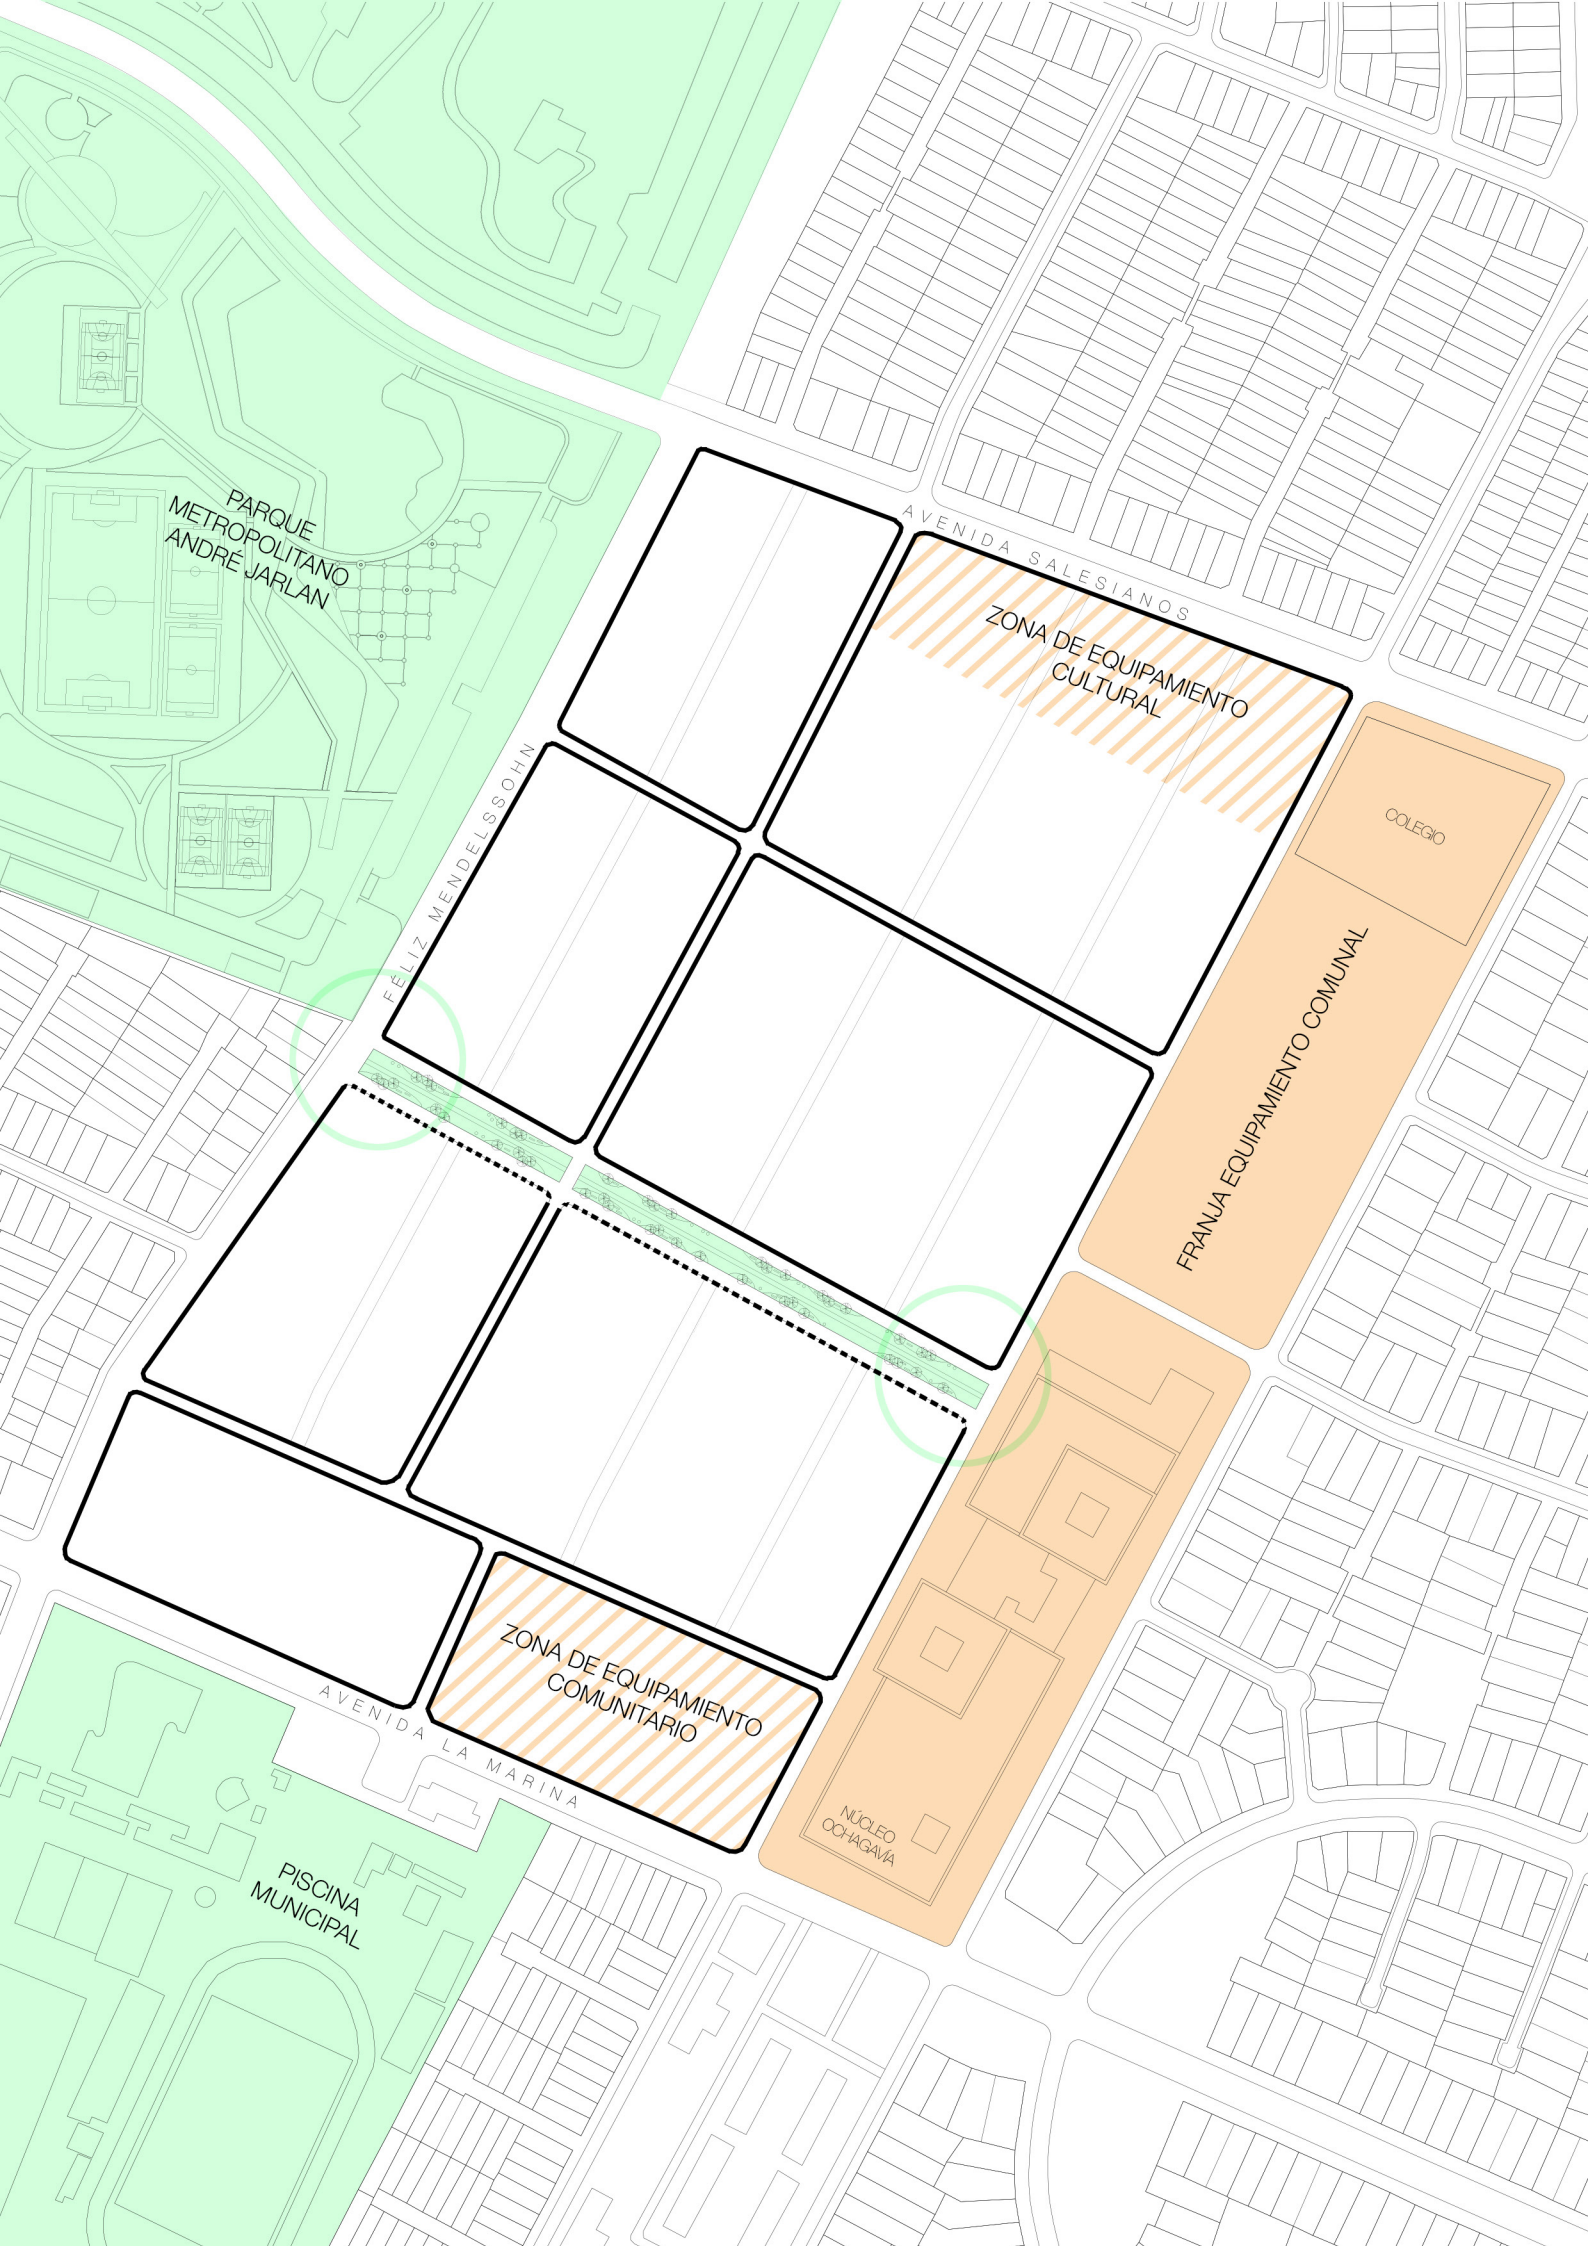 PARQUE
METROPOLITANO
ANDRÉ JARLAN
AVENIDA SALESIANOS
ZONA DE EQUIPAMIENTO
CULTURAL
COLEGIO
FÉLIZ MENDELSSOHN
FRANJA EQUIPAMIENTO COMUNAL
ZONA DE EQUIPAMIENTO
COMUNITARIO
AVENIDA LA MARINA
NÚCLEO
OCHAGAVÍA
PISCINA
MUNICIPAL